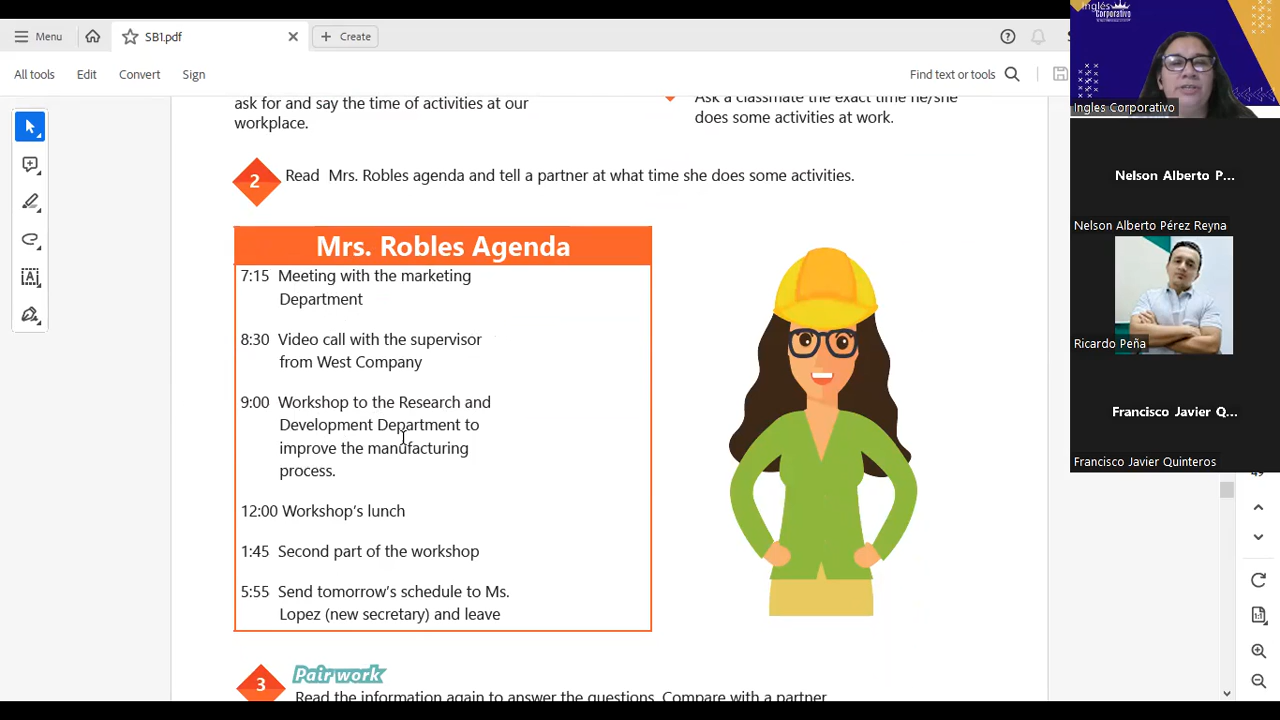 Menu
SB1.pdf
Create
All tools
Edit
Convert
Sign
Find text or tools
ask for and say the time of activities at our
workplace.
Ask a classmate the exact time he/she
does some activities at work.
2
Read Mrs. Robles agenda and tell a partner at what time she does some activities.
Mrs. Robles Agenda
7:15 Meeting with the marketing
Department
8:30 Video call with the supervisor
from West Company
9:00 Workshop to the Research and
Development Department to
improve the manufacturing
process.
12:00 Workshop's lunch
1:45 Second part of the workshop
5:55 Send tomorrow's schedule to Ms.
Lopez (new secretary) and leave
3
Pair work
Read the information again to answer the questions. Compare with a partner
Inglés
Corporativo
Ingles Corporativo
Nelson Alberto P...
Nelson Alberto Pérez Reyna
Ricardo Peña
Francisco Javier Q...
Francisco Javier Quinteros